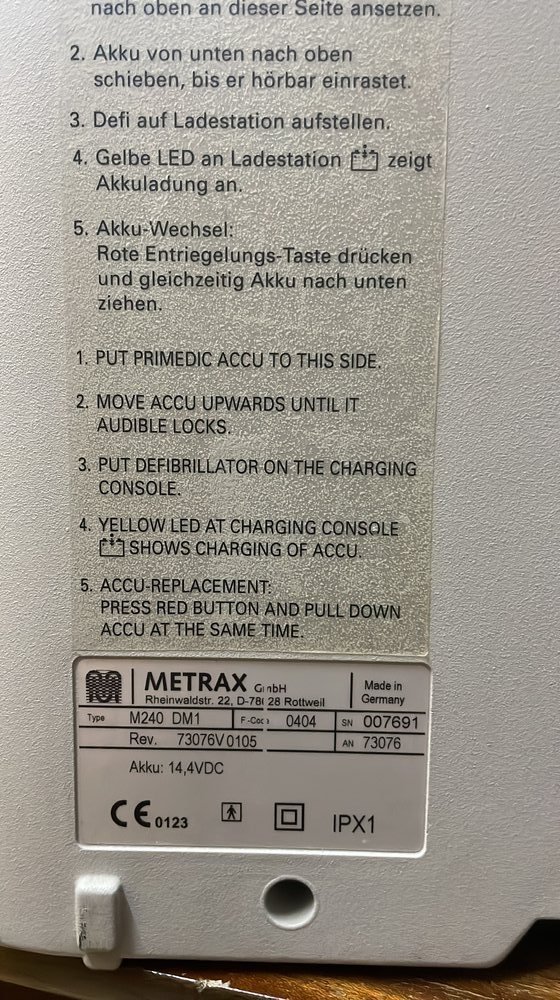 nach oben an dieser Seite ansetzen.
2. Akku von unten nach oben
schieben, bis er hörbar einrastet.
3. Defi auf Ladestation aufstellen.
4. Gelbe LED an Ladestation zeigt
Akkuladung an.
5. Akku-Wechsel:
Rote Entriegelungs-Taste drücken
und gleichzeitig Akku nach unten
ziehen.
1. PUT PRIMEDIC ACCU TO THIS SIDE.
2. MOVE ACCU UPWARDS UNTIL IT
AUDIBLE LOCKS.
3. PUT DEFIBRILLATOR ON THE CHARGING
CONSOLE.
4. YELLOW LED AT CHARGING CONSOLE
SHOWS CHARGING OF ACCU.
5. ACCU-REPLACEMENT:
PRESS RED BUTTON AND PULL DOWN
ACCU AT THE SAME TIME.
METRAX GmbH
Rheinwaldstr. 22, D-78628 Rottweil
Made in
Germany
Type M240 DM1 F-Code 0404 SN 007691
Rev. 73076V0105 AN 73076
Akku: 14,4VDC
CE 0123 IPX1